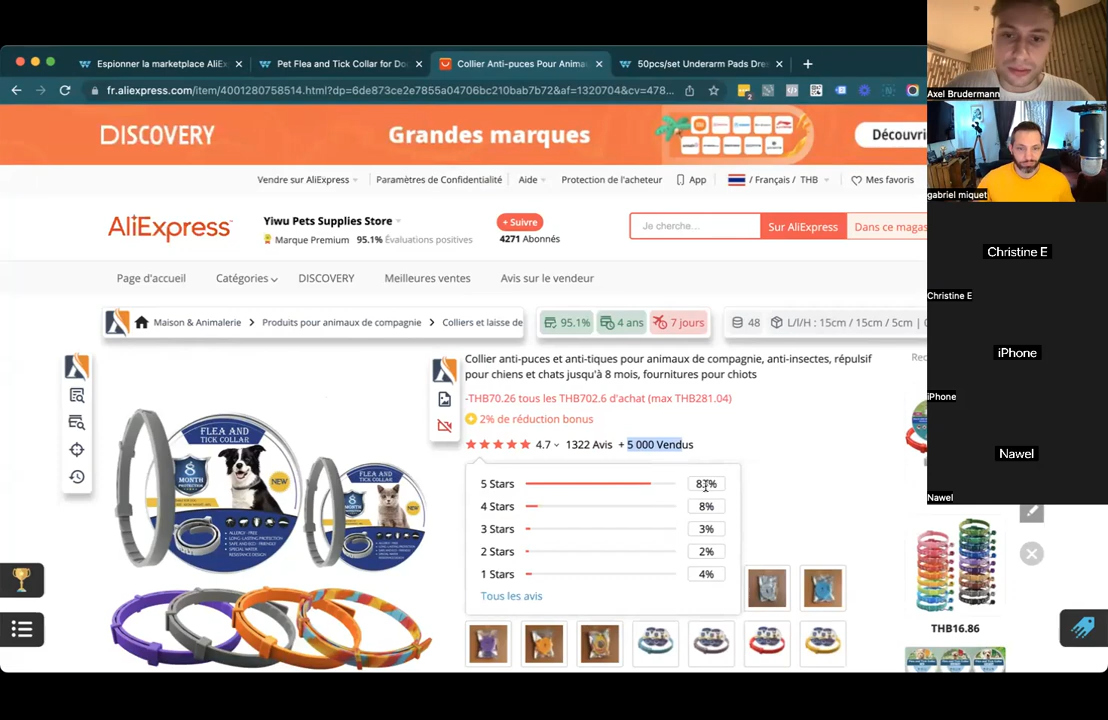 Espionner la marketplace AliEx
Pet Flea and Tick Collar for Do
Collier Anti-puces Pour Anima
50pcs/set Underarm Pads Dre
fr.aliexpress.com/item/4001280758514.html?dp=6de873ce2e7855a04706bc210bab7b72&af=1320704&cv=478...
DISCOVERY
Grandes marques
Découvri
Vendre sur AliExpress
Paramètres de Confidentialité
Aide
Protection de l'acheteur
App
/ Français / THB
Mes favoris
AliExpress
Yiwu Pets Supplies Store
Marque Premium 95.1% Évaluations positives
+ Suivre
4271 Abonnés
Je cherche....
Sur AliExpress
Dans ce magas
Page d'accueil
Catégories
DISCOVERY
Meilleures ventes
Avis sur le vendeur
Maison & Animalerie
Produits pour animaux de compagnie
Colliers et laisse de
95.1%
4 ans
7 jours
48
L/l/H : 15cm / 15cm / 5cm |
Collier anti-puces et anti-tiques pour animaux de compagnie, anti-insectes, répulsif
pour chiens et chats jusqu'à 8 mois, fournitures pour chiots
-THB70.26 tous les THB702.6 d'achat (max THB281.04)
2% de réduction bonus
4.7
1322 Avis
+ 5 000 Vendus
5 Stars
4 Stars 8%
3 Stars 3%
2 Stars 2%
1 Stars 4%
Tous les avis
FLEA AND
TICK COLLAR
8
MONTH
PROTECTION
NEW
FLEA AND
TICK COLLAR
8
MONTH
NEW
Rec
THB16.86
Axel Brudermann
gabriel miquet
Christine E
Christine E
iPhone
iPhone
Nawel
Nawel